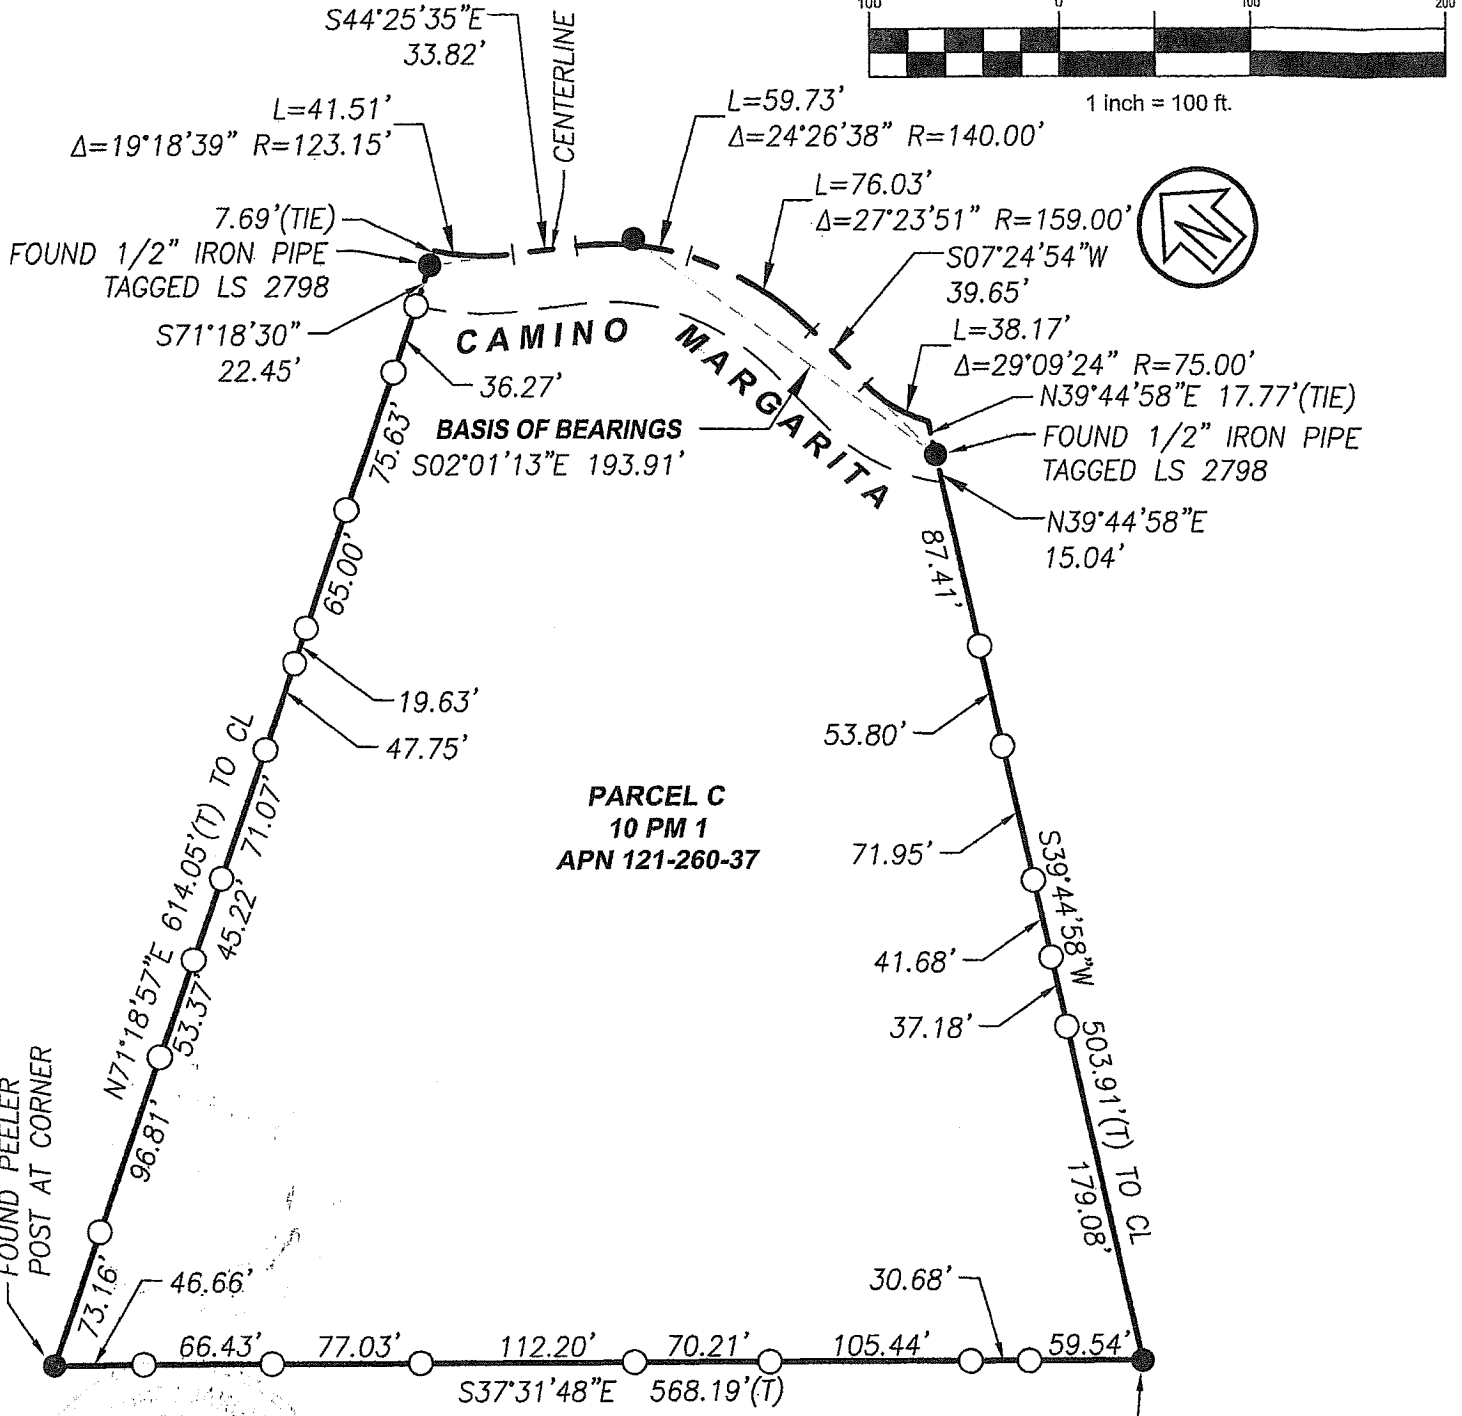 100
0
100
200
1 inch = 100 ft.
S44°25'35"E
33.82'
CENTERLINE
L=41.51'
Δ=19°18'39" R=123.15'
L=59.73'
Δ=24°26'38" R=140.00'
L=76.03'
Δ=27°23'51" R=159.00'
N
7.69'(TIE)
FOUND 1/2" IRON PIPE
TAGGED LS 2798
S07°24'54"W
39.65'
S71°18'30"
22.45'
L=38.17'
Δ=29°09'24" R=75.00'
CAMINO MARGARITA
36.27'
N39°44'58"E 17.77'(TIE)
BASIS OF BEARINGS
S02°01'13"E 193.91'
FOUND 1/2" IRON PIPE
TAGGED LS 2798
N39°44'58"E
15.04'
75.63'
87.41'
65.00'
19.63'
47.75'
53.80'
N71°18'57"E 614.05'(T) TO CL
71.07'
PARCEL C
10 PM 1
APN 121-260-37
71.95'
S39°44'58"W 503.91'(T) TO CL
45.22'
41.68'
53.37'
37.18'
FOUND PEELER
POST AT CORNER
96.81'
179.08'
73.16'
46.66'
30.68'
66.43'
77.03'
112.20'
70.21'
105.44'
59.54'
S37°31'48"E 568.19'(T)